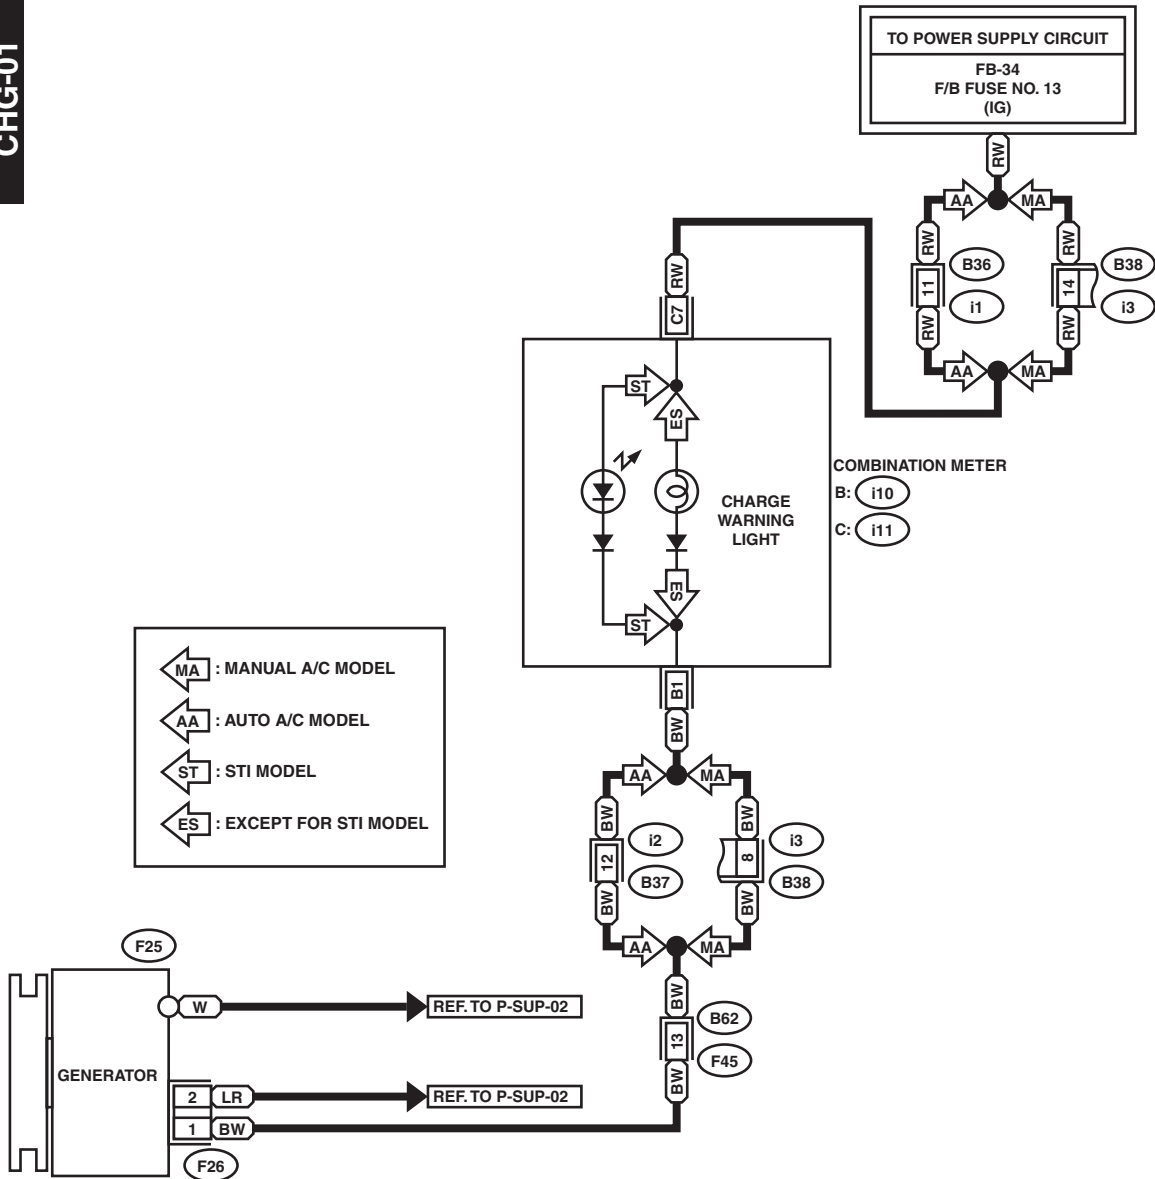 CHG-01
TO POWER SUPPLY CIRCUIT
FB-34
F/B FUSE NO. 13
(IG)
RW
AA
MA
RW
RW
11
B36
i1
14
B38
i3
RW
RW
AA
MA
RW
C7
ST
ES
CHARGE
WARNING
LIGHT
ES
ST
COMBINATION METER
B: i10
C: i11
B1
BW
AA
MA
BW
BW
12
i2
B37
8
i3
B38
BW
BW
AA
MA
BW
13
B62
F45
BW
MA : MANUAL A/C MODEL
AA : AUTO A/C MODEL
ST : STI MODEL
ES : EXCEPT FOR STI MODEL
F25
W
REF. TO P-SUP-02
GENERATOR
2 LR
REF. TO P-SUP-02
1 BW
F26